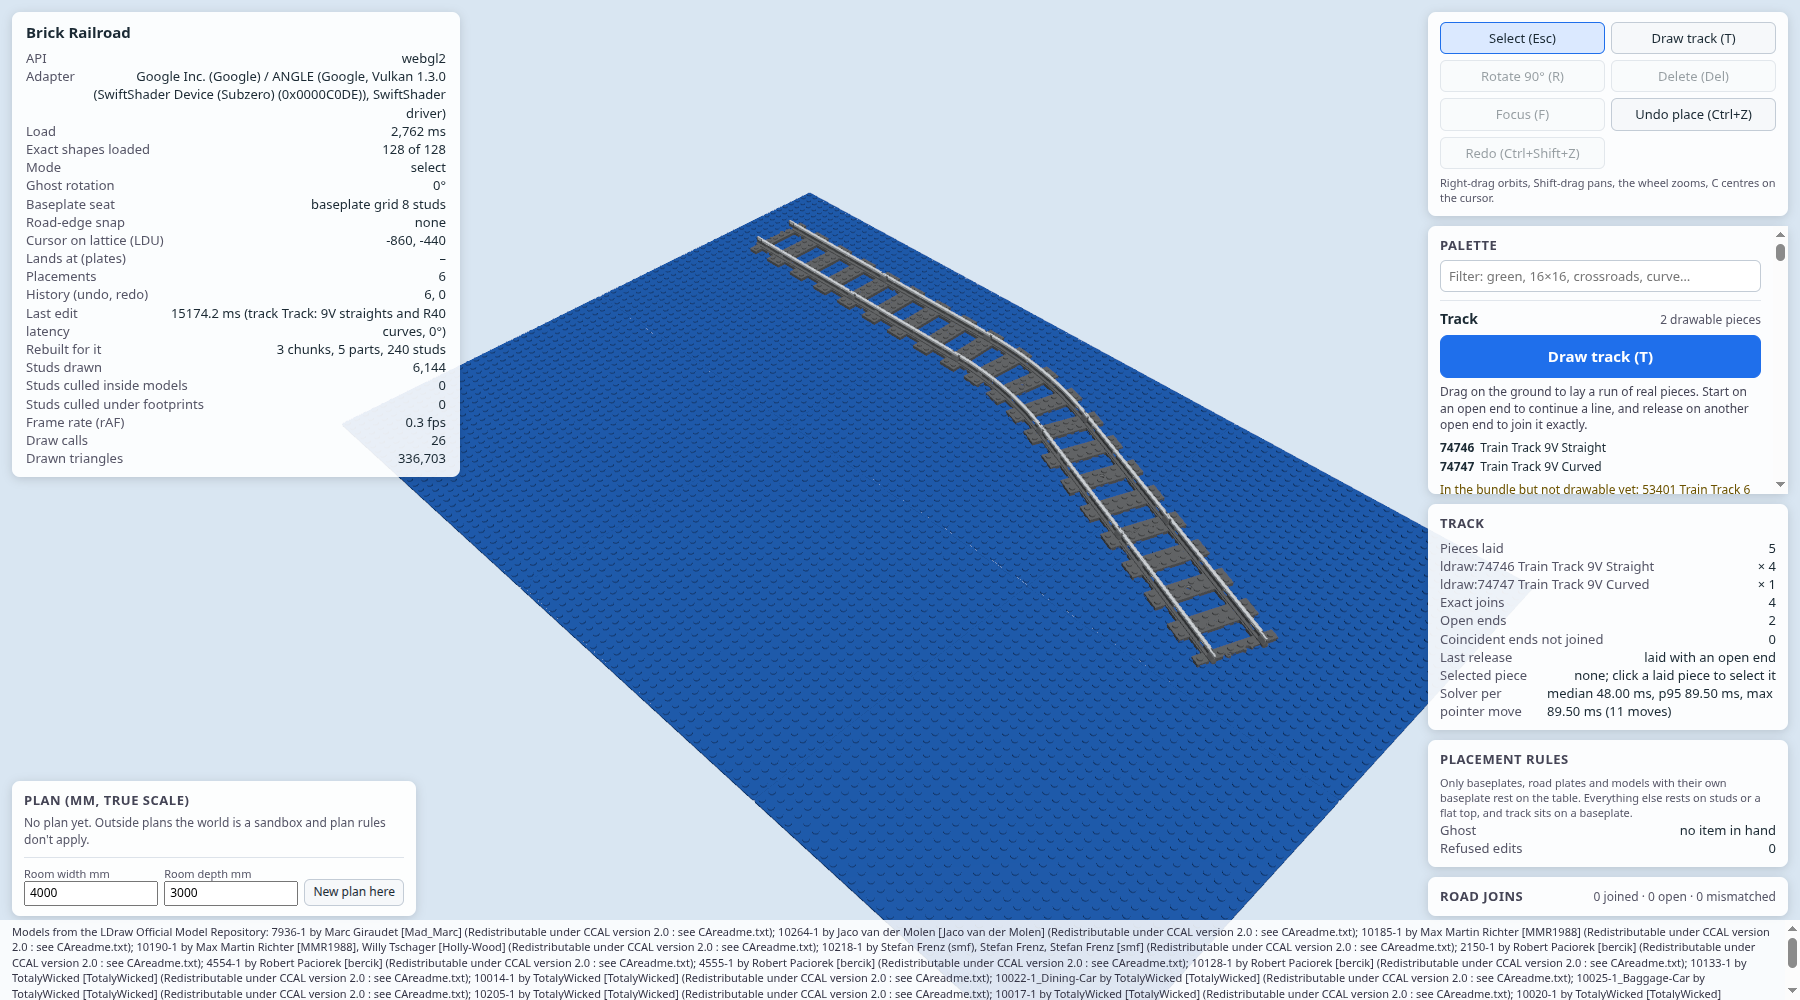 Brick Railroad
API webgl2
Adapter Google Inc. (Google) / ANGLE (Google, Vulkan 1.3.0
(SwiftShader Device (Subzero) (0x0000C0DE)), SwiftShader
driver)
Load 2,762 ms
Exact shapes loaded 128 of 128
Mode select
Ghost rotation 0°
Baseplate seat baseplate grid 8 studs
Road-edge snap none
Cursor on lattice (LDU) -860, -440
Lands at (plates) –
Placements 6
History (undo, redo) 6, 0
Last edit 15174.2 ms (track Track: 9V straights and R40
latency curves, 0°)
Rebuilt for it 3 chunks, 5 parts, 240 studs
Studs drawn 6,144
Studs culled inside models 0
Studs culled under footprints 0
Frame rate (rAF) 0.3 fps
Draw calls 26
Drawn triangles 336,703
PLAN (MM, TRUE SCALE)
No plan yet. Outside plans the world is a sandbox and plan rules
don't apply.
Room width mm Room depth mm
4000 3000 New plan here
Select (Esc) Draw track (T)
Rotate 90° (R) Delete (Del)
Focus (F) Undo place (Ctrl+Z)
Redo (Ctrl+Shift+Z)
Right-drag orbits, Shift-drag pans, the wheel zooms, C centres on
the cursor.
PALETTE
Filter: green, 16×16, crossroads, curve...
Track 2 drawable pieces
Draw track (T)
Drag on the ground to lay a run of real pieces. Start on
an open end to continue a line, and release on another
open end to join it exactly.
74746 Train Track 9V Straight
74747 Train Track 9V Curved
In the bundle but not drawable yet: 53401 Train Track 6
TRACK
Pieces laid 5
ldraw:74746 Train Track 9V Straight × 4
ldraw:74747 Train Track 9V Curved × 1
Exact joins 4
Open ends 2
Coincident ends not joined 0
Last release laid with an open end
Selected piece none; click a laid piece to select it
Solver per median 48.00 ms, p95 89.50 ms, max
pointer move 89.50 ms (11 moves)
PLACEMENT RULES
Only baseplates, road plates and models with their own
baseplate rest on the table. Everything else rests on studs or a
flat top, and track sits on a baseplate.
Ghost no item in hand
Refused edits 0
ROAD JOINS 0 joined · 0 open · 0 mismatched
Models from the LDraw Official Model Repository: 7936-1 by Marc Giraudet [Mad_Marc] (Redistributable under CCAL version 2.0 : see CAreadme.txt); 10264-1 by Jaco van der Molen [Jaco van der Molen] (Redistributable under CCAL version 2.0 : see CAreadme.txt); 10185-1 by Max Martin Richter [MMR1988] (Redistributable under CCAL version
2.0 : see CAreadme.txt); 10190-1 by Max Martin Richter [MMR1988], Willy Tschager [Holly-Wood] (Redistributable under CCAL version 2.0 : see CAreadme.txt); 10218-1 by Stefan Frenz (smf), Stefan Frenz, Stefan Frenz [smf] (Redistributable under CCAL version 2.0 : see CAreadme.txt); 2150-1 by Robert Paciorek [bercik] (Redistributable under
CCAL version 2.0 : see CAreadme.txt); 4554-1 by Robert Paciorek [bercik] (Redistributable under CCAL version 2.0 : see CAreadme.txt); 4555-1 by Robert Paciorek [bercik] (Redistributable under CCAL version 2.0 : see CAreadme.txt); 10128-1 by Robert Paciorek [bercik] (Redistributable under CCAL version 2.0 : see CAreadme.txt); 10133-1 by
TotalyWicked [TotalyWicked] (Redistributable under CCAL version 2.0 : see CAreadme.txt); 10014-1 by TotalyWicked [TotalyWicked] (Redistributable under CCAL version 2.0 : see CAreadme.txt); 10022-1_Dining-Car by TotalyWicked [TotalyWicked] (Redistributable under CCAL version 2.0 : see CAreadme.txt); 10025-1_Baggage-Car by
TotalyWicked [TotalyWicked] (Redistributable under CCAL version 2.0 : see CAreadme.txt); 10205-1 by TotalyWicked [TotalyWicked] (Redistributable under CCAL version 2.0 : see CAreadme.txt); 10017-1 by TotalyWicked [TotalyWicked] (Redistributable under CCAL version 2.0 : see CAreadme.txt); 10020-1 by TotalyWicked [TotalyWicked]